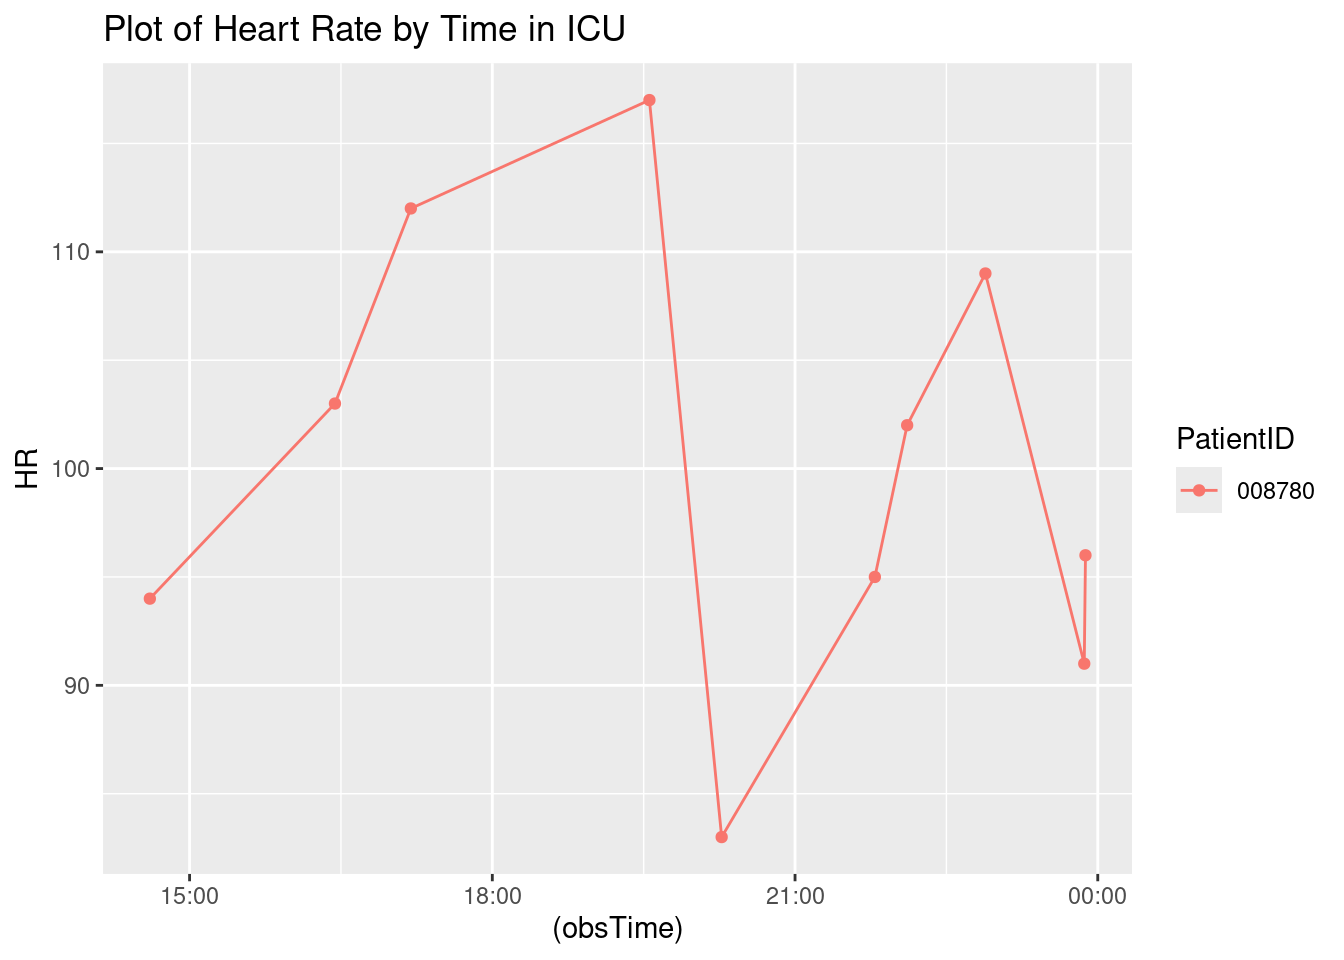 Plot of Heart Rate by Time in ICU
HR
110
100
90
15:00 18:00 21:00 00:00
(obsTime)
PatientID
008780